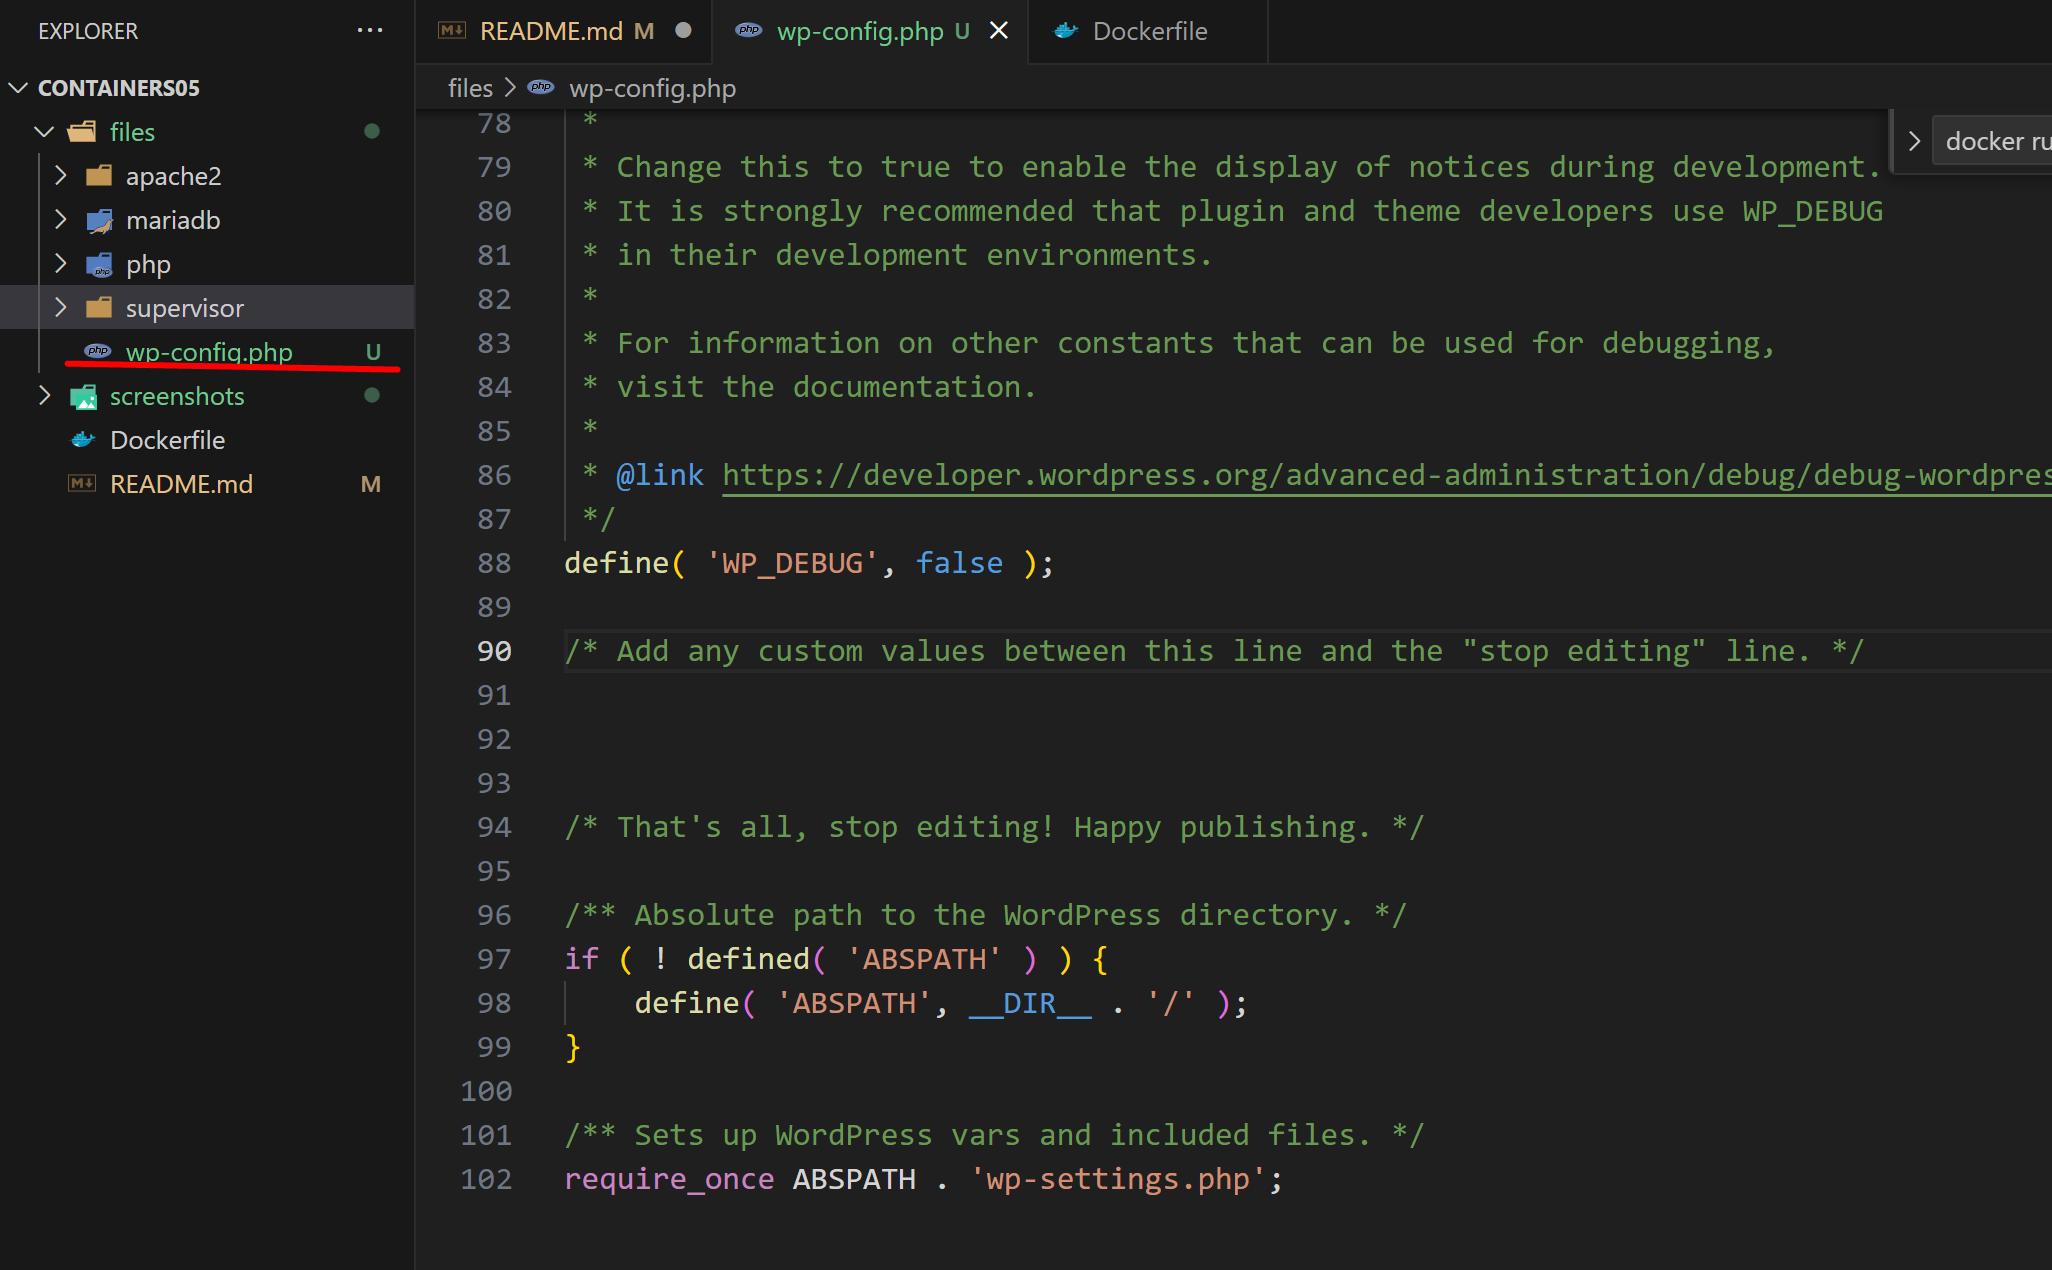 EXPLORER ...
CONTAINERS05
files
apache2
mariadb
php
supervisor
wp-config.php U
screenshots
Dockerfile
README.md M
README.md M
wp-config.php U
Dockerfile
files > wp-config.php
docker ru
78 *
79 * Change this to true to enable the display of notices during development.
80 * It is strongly recommended that plugin and theme developers use WP_DEBUG
81 * in their development environments.
82 *
83 * For information on other constants that can be used for debugging,
84 * visit the documentation.
85 *
86 * @link https://developer.wordpress.org/advanced-administration/debug/debug-wordpres
87 */
88 define( 'WP_DEBUG', false );
89
90 /* Add any custom values between this line and the "stop editing" line. */
91
92
93
94 /* That's all, stop editing! Happy publishing. */
95
96 /** Absolute path to the WordPress directory. */
97 if ( ! defined( 'ABSPATH' ) ) {
98 define( 'ABSPATH', __DIR__ . '/' );
99 }
100
101 /** Sets up WordPress vars and included files. */
102 require_once ABSPATH . 'wp-settings.php';